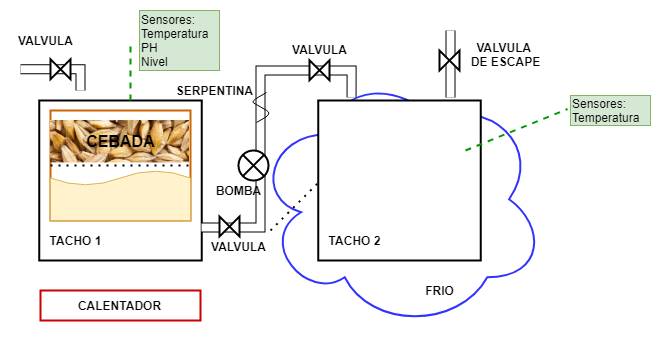 VALVULA
Sensores:
Temperatura
PH
Nivel
VALVULA
VALVULA
DE ESCAPE
SERPENTINA
Sensores:
Temperatura
CEBADA
BOMBA
TACHO 1
VALVULA
TACHO 2
CALENTADOR
FRIO